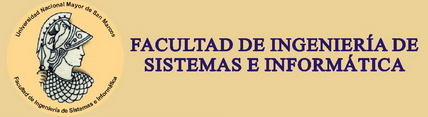 Universidad Nacional Mayor de San Marcos
Facultad de Ingeniería de Sistemas e Informática
FACULTAD DE INGENIERÍA DE
SISTEMAS E INFORMÁTICA